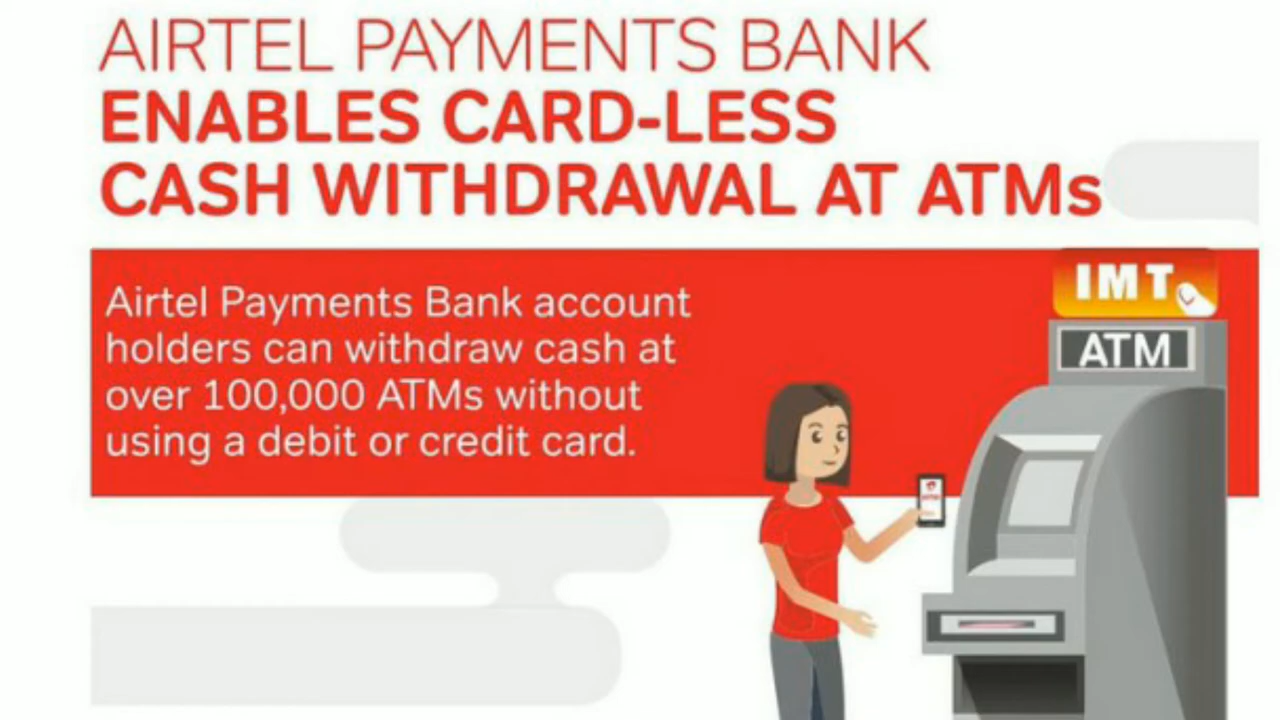 AIRTEL PAYMENTS BANK
ENABLES CARD-LESS
CASH WITHDRAWAL AT ATMs
Airtel Payments Bank account
holders can withdraw cash at
over 100,000 ATMs without
using a debit or credit card.
IMT
ATM